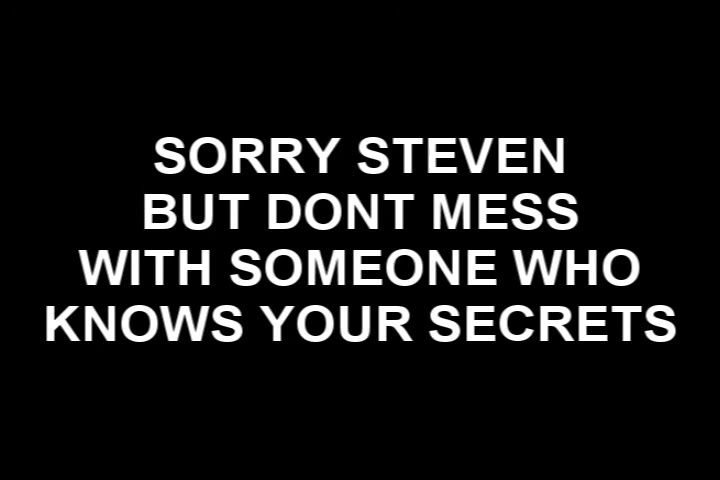 SORRY STEVEN
BUT DONT MESS
WITH SOMEONE WHO
KNOWS YOUR SECRETS